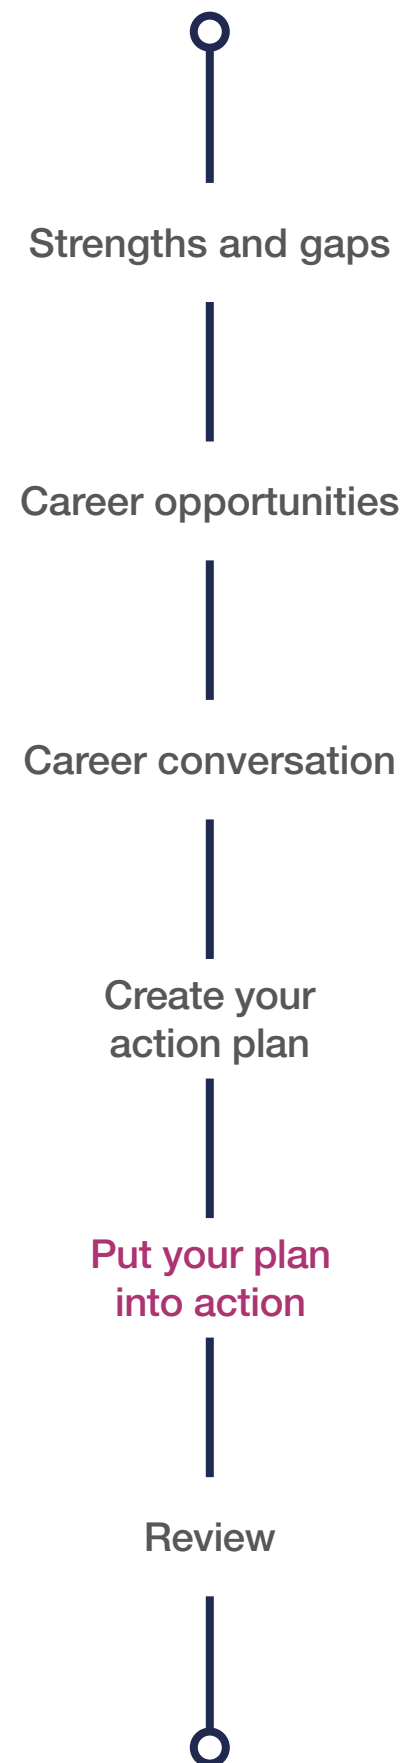 Strengths and gaps
Career opportunities
Career conversation
Create your
action plan
Put your plan
into action
Review